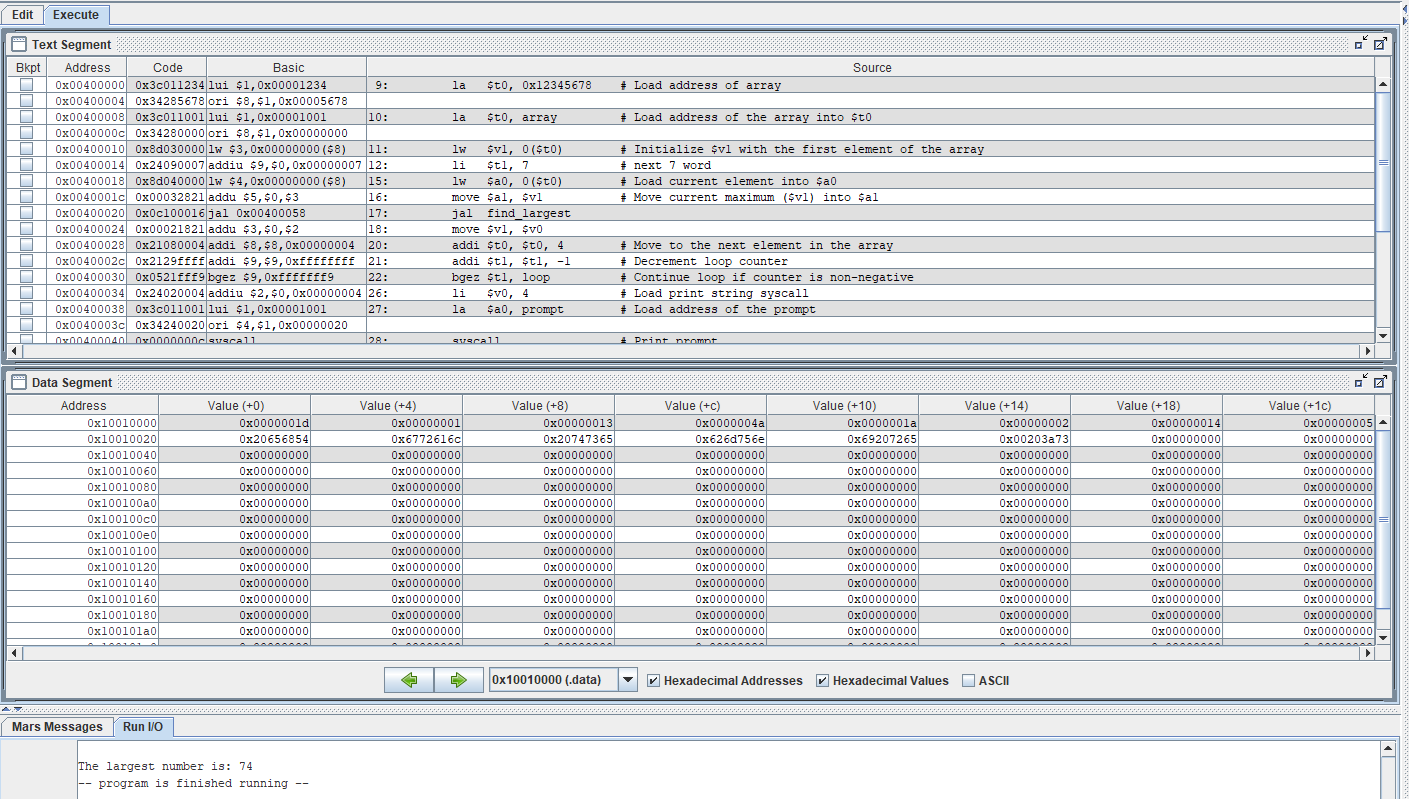 Edit Execute
Text Segment
Bkpt Address Code Basic Source
0x00400000 0x3c011234 lui $1,0x00001234 9: la $t0, 0x12345678 # Load address of array
0x00400004 0x34285678 ori $8,$1,0x00005678
0x00400008 0x3c011001 lui $1,0x00001001 10: la $t0, array # Load address of the array into $t0
0x0040000c 0x34280000 ori $8,$1,0x00000000
0x00400010 0x8d030000 lw $3,0x00000000($8) 11: lw $v1, 0($t0) # Initialize $v1 with the first element of the array
0x00400014 0x24090007 addiu $9,$0,0x00000007 12: li $t1, 7 # next 7 word
0x00400018 0x8d040000 lw $4,0x00000000($8) 15: lw $a0, 0($t0) # Load current element into $a0
0x0040001c 0x00032821 addu $5,$0,$3 16: move $a1, $v1 # Move current maximum ($v1) into $a1
0x00400020 0x0c100016 jal 0x00400058 17: jal find_largest
0x00400024 0x00021821 addu $3,$0,$2 18: move $v1, $v0
0x00400028 0x21080004 addi $8,$8,0x00000004 20: addi $t0, $t0, 4 # Move to the next element in the array
0x0040002c 0x2129ffff addi $9,$9,0xffffffff 21: addi $t1, $t1, -1 # Decrement loop counter
0x00400030 0x0521fff9 bgez $9,0xfffffff9 22: bgez $t1, loop # Continue loop if counter is non-negative
0x00400034 0x24020004 addiu $2,$0,0x00000004 26: li $v0, 4 # Load print string syscall
0x00400038 0x3c011001 lui $1,0x00001001 27: la $a0, prompt # Load address of the prompt
0x0040003c 0x34240020 ori $4,$1,0x00000020
0x00400040 0x0000000c syscall 28: syscall # Print prompt
Data Segment
Address Value (+0) Value (+4) Value (+8) Value (+c) Value (+10) Value (+14) Value (+18) Value (+1c)
0x10010000 0x0000001d 0x00000001 0x00000013 0x0000004a 0x0000001a 0x00000002 0x00000014 0x00000005
0x10010020 0x20656854 0x6772616c 0x20747365 0x626d756e 0x69207265 0x00203a73 0x00000000 0x00000000
0x10010040 0x00000000 0x00000000 0x00000000 0x00000000 0x00000000 0x00000000 0x00000000 0x00000000
0x10010060 0x00000000 0x00000000 0x00000000 0x00000000 0x00000000 0x00000000 0x00000000 0x00000000
0x10010080 0x00000000 0x00000000 0x00000000 0x00000000 0x00000000 0x00000000 0x00000000 0x00000000
0x100100a0 0x00000000 0x00000000 0x00000000 0x00000000 0x00000000 0x00000000 0x00000000 0x00000000
0x100100c0 0x00000000 0x00000000 0x00000000 0x00000000 0x00000000 0x00000000 0x00000000 0x00000000
0x100100e0 0x00000000 0x00000000 0x00000000 0x00000000 0x00000000 0x00000000 0x00000000 0x00000000
0x10010100 0x00000000 0x00000000 0x00000000 0x00000000 0x00000000 0x00000000 0x00000000 0x00000000
0x10010120 0x00000000 0x00000000 0x00000000 0x00000000 0x00000000 0x00000000 0x00000000 0x00000000
0x10010140 0x00000000 0x00000000 0x00000000 0x00000000 0x00000000 0x00000000 0x00000000 0x00000000
0x10010160 0x00000000 0x00000000 0x00000000 0x00000000 0x00000000 0x00000000 0x00000000 0x00000000
0x10010180 0x00000000 0x00000000 0x00000000 0x00000000 0x00000000 0x00000000 0x00000000 0x00000000
0x100101a0 0x00000000 0x00000000 0x00000000 0x00000000 0x00000000 0x00000000 0x00000000 0x00000000
0x10010000 (.data) Hexadecimal Addresses Hexadecimal Values ASCII
Mars Messages Run I/O
The largest number is: 74
-- program is finished running --